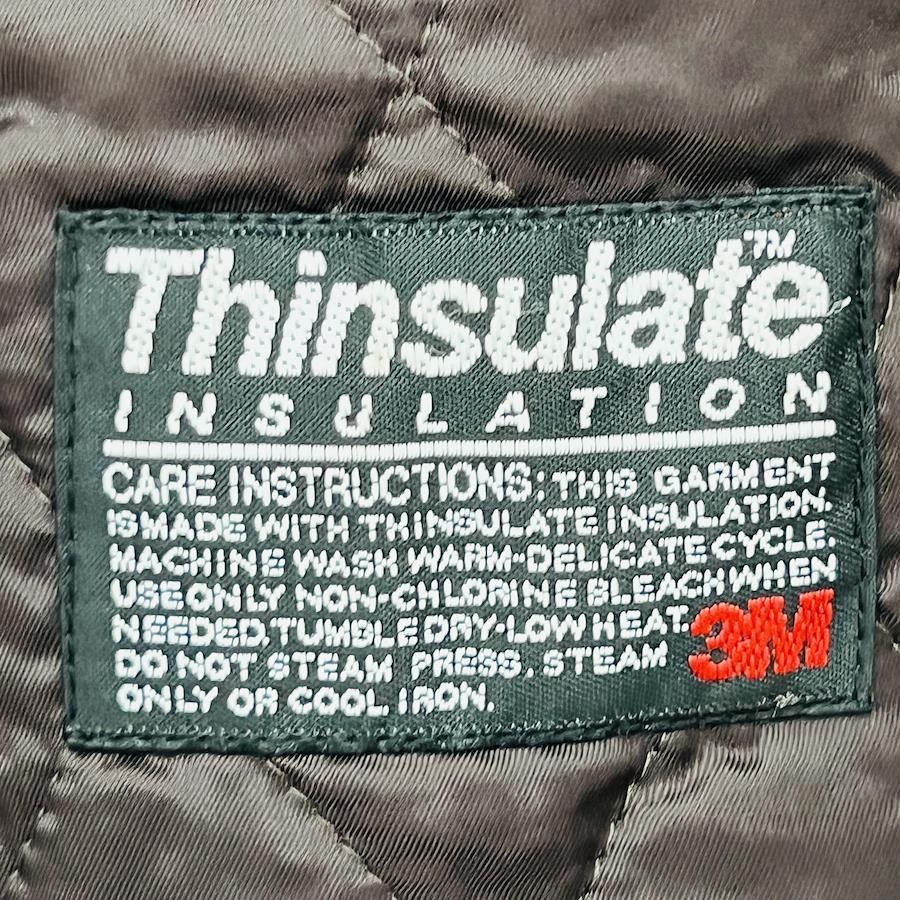 Thinsulate™
INSULATION
CARE INSTRUCTIONS: THIS GARMENT
IS MADE WITH THINSULATE INSULATION.
MACHINE WASH WARM-DELICATE CYCLE.
USE ONLY NON-CHLORINE BLEACH WHEN
NEEDED, TUMBLE DRY-LOW HEAT.
DO NOT STEAM PRESS. STEAM
ONLY OR COOL IRON.
3M